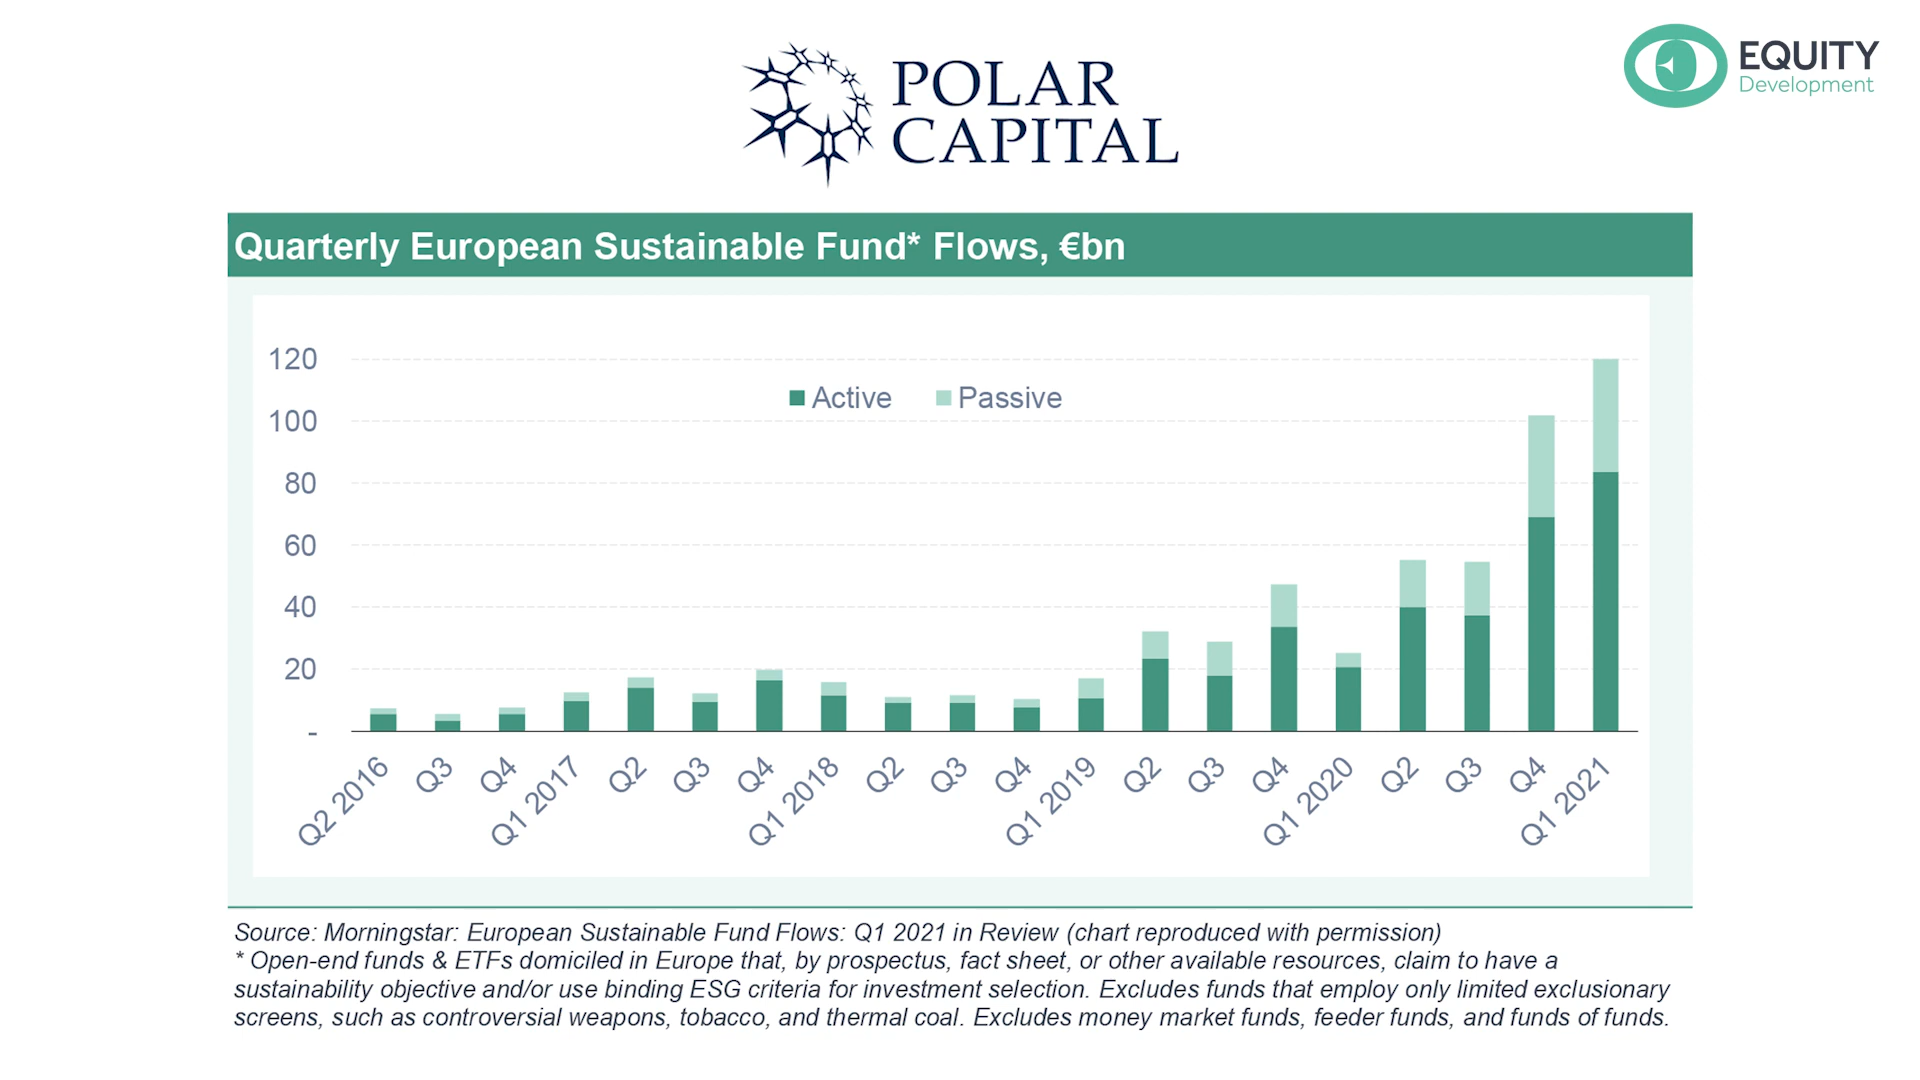 POLAR
CAPITAL
EQUITY
Development
Quarterly European Sustainable Fund* Flows, €bn
120
100
80
60
40
20
-
Active
Passive
Q2 2016
Q3
Q4
Q1 2017
Q2
Q3
Q4
Q1 2018
Q2
Q3
Q4
Q1 2019
Q2
Q3
Q4
Q1 2020
Q2
Q3
Q4
Q1 2021
Source: Morningstar: European Sustainable Fund Flows: Q1 2021 in Review (chart reproduced with permission)
* Open-end funds & ETFs domiciled in Europe that, by prospectus, fact sheet, or other available resources, claim to have a
sustainability objective and/or use binding ESG criteria for investment selection. Excludes funds that employ only limited exclusionary
screens, such as controversial weapons, tobacco, and thermal coal. Excludes money market funds, feeder funds, and funds of funds.